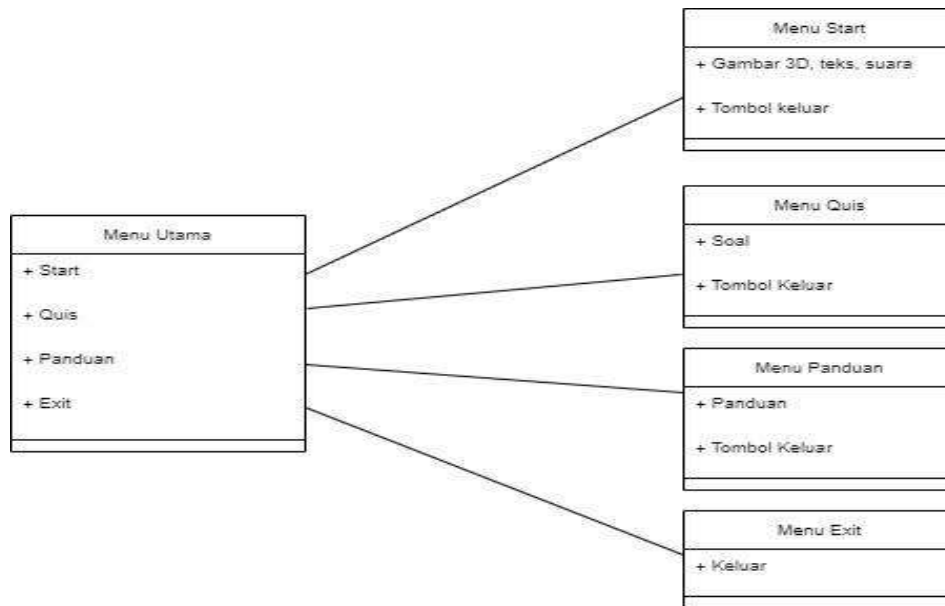 Menu Utama
+ Start
+ Quis
+ Panduan
+ Exit
Menu Start
+ Gambar 3D, teks, suara
+ Tombol keluar
Menu Quis
+ Soal
+ Tombol Keluar
Menu Panduan
+ Panduan
+ Tombol Keluar
Menu Exit
+ Keluar